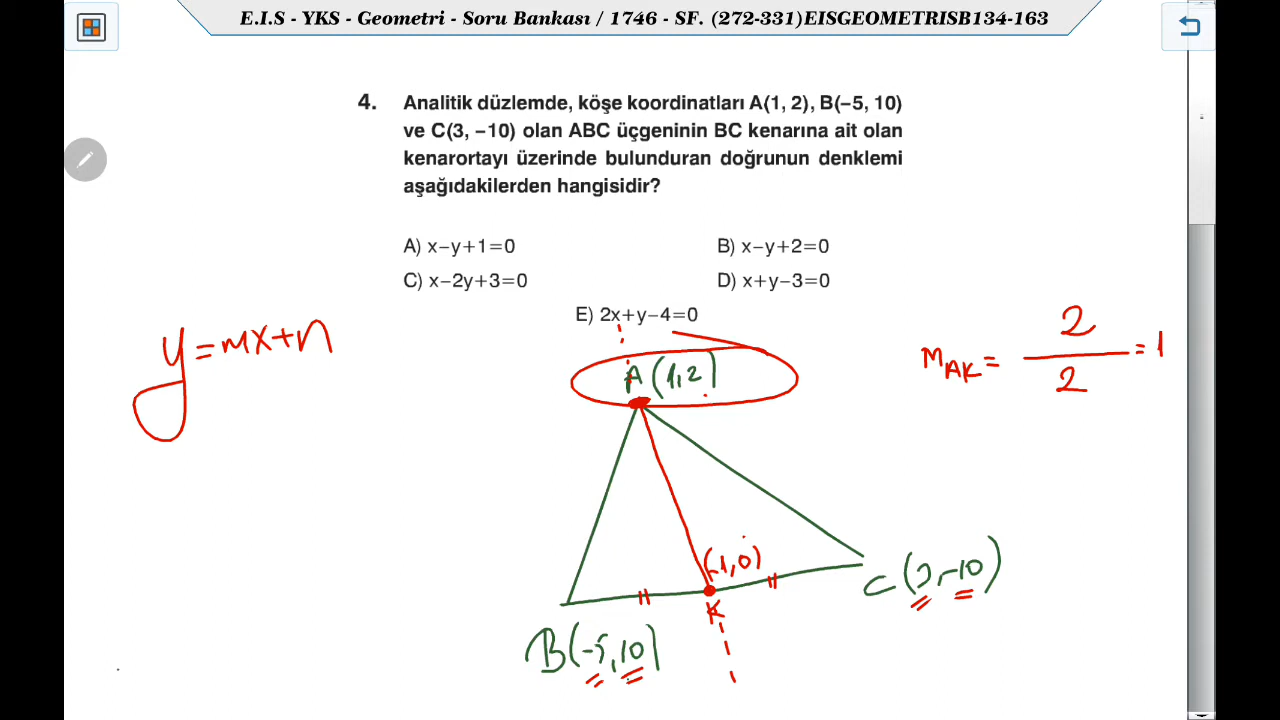 E.I.S - YKS - Geometri - Soru Bankası / 1746 - SF. (272-331)EISGEOMETRISB134-163
4. Analitik düzlemde, köşe koordinatları A(1, 2), B(−5, 10)
ve C(3, −10) olan ABC üçgeninin BC kenarına ait olan
kenarortayı üzerinde bulunduran doğrunun denklemi
aşağıdakilerden hangisidir?
A) x−y+1=0
B) x−y+2=0
C) x−2y+3=0
D) x+y−3=0
E) 2x+y−4=0
y=mx+n
A(1,2)
mAK = 2/2 = 1
(-1,0)
K
C(3,-10)
B(-5,10)